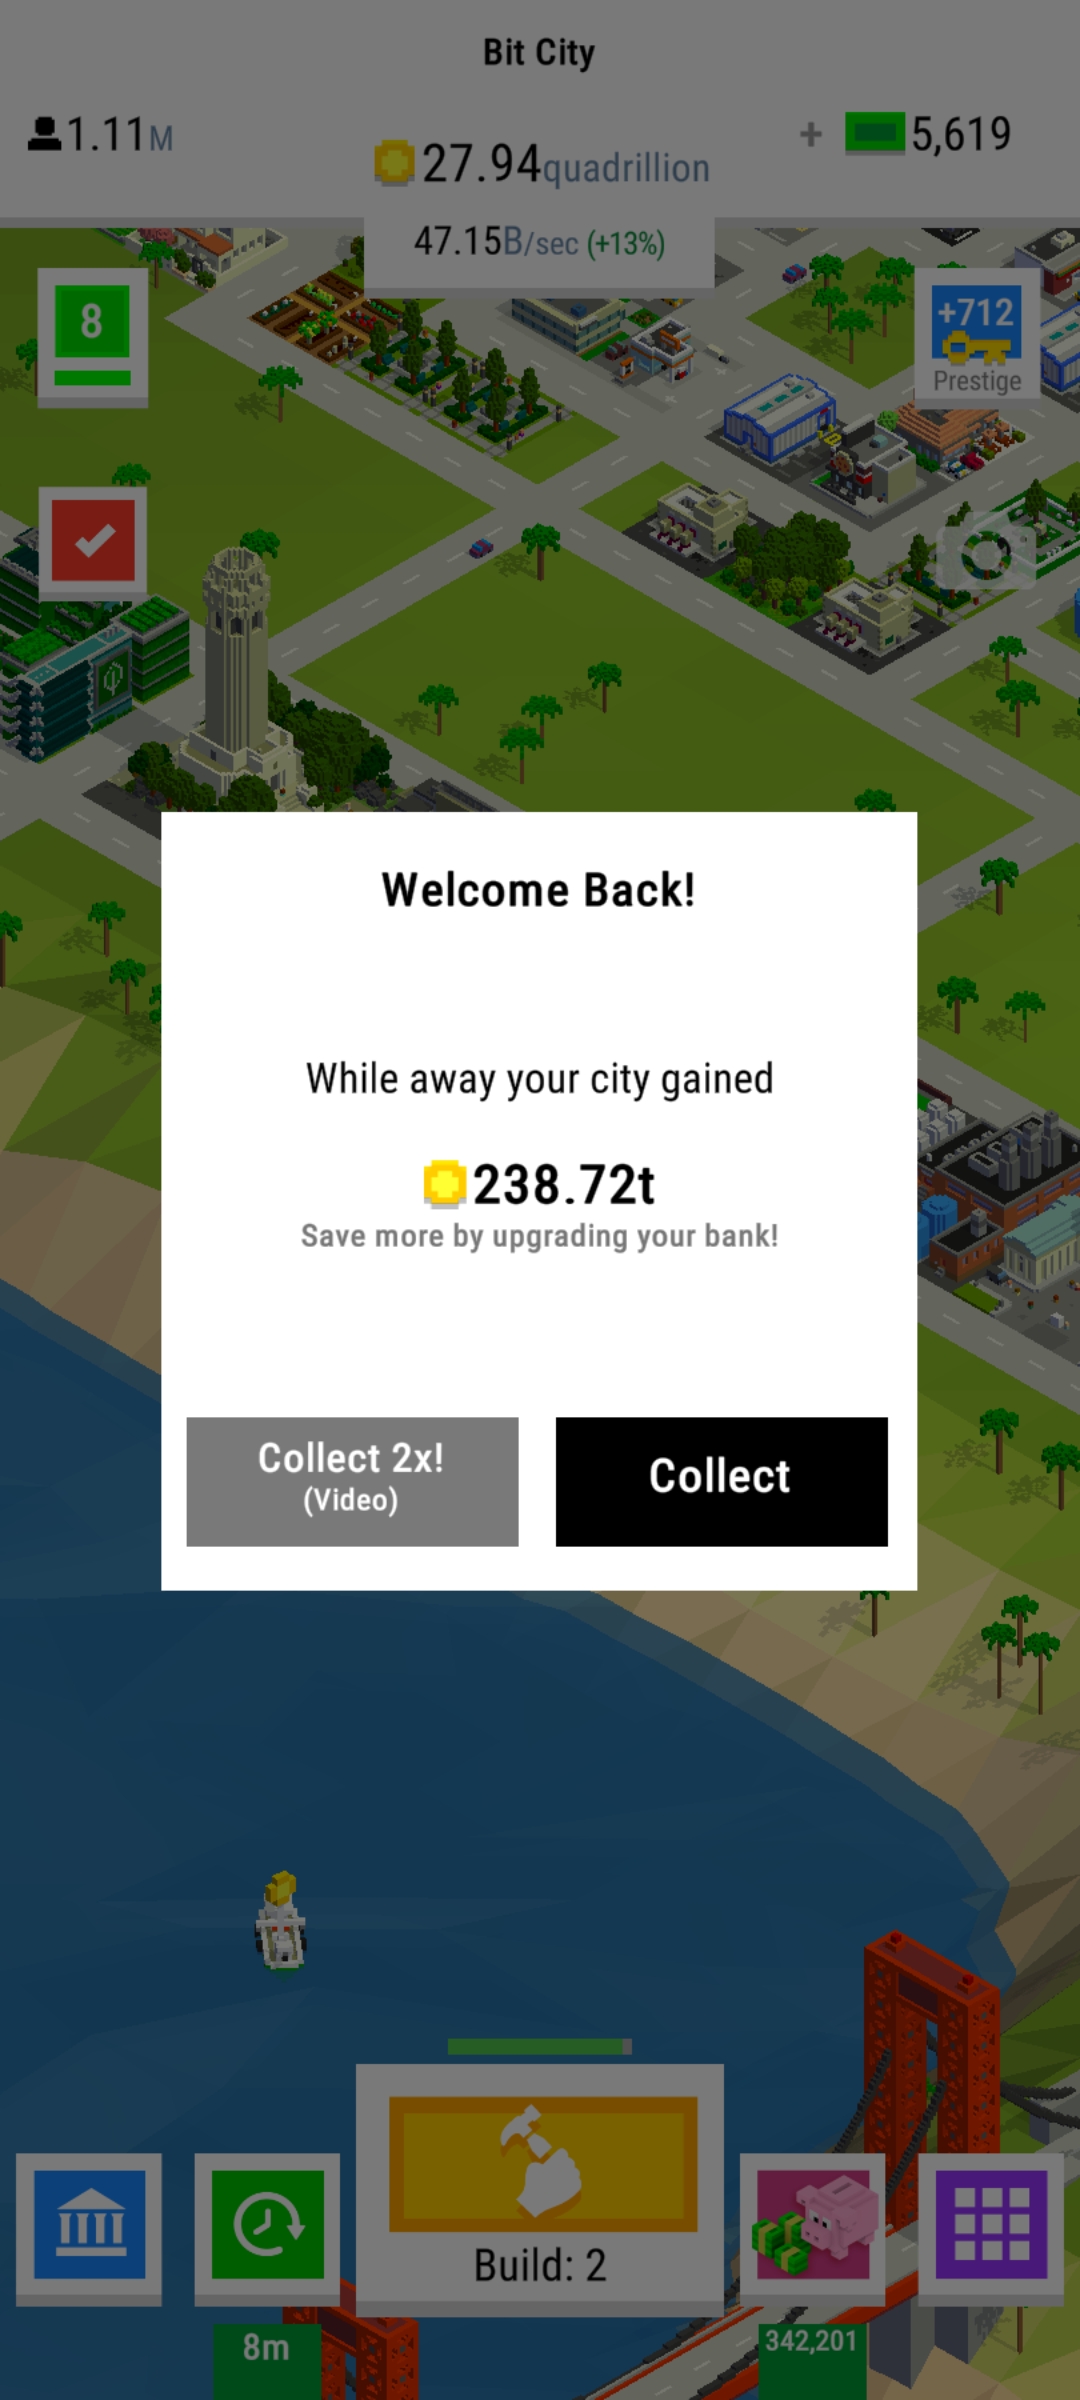 Bit City
1.11M
27.94quadrillion
+ 5,619
47.15B/sec (+13%)
8
+712
Prestige
Welcome Back!
While away your city gained
238.72t
Save more by upgrading your bank!
Collect 2x!
(Video)
Collect
Build: 2
8m
342,201